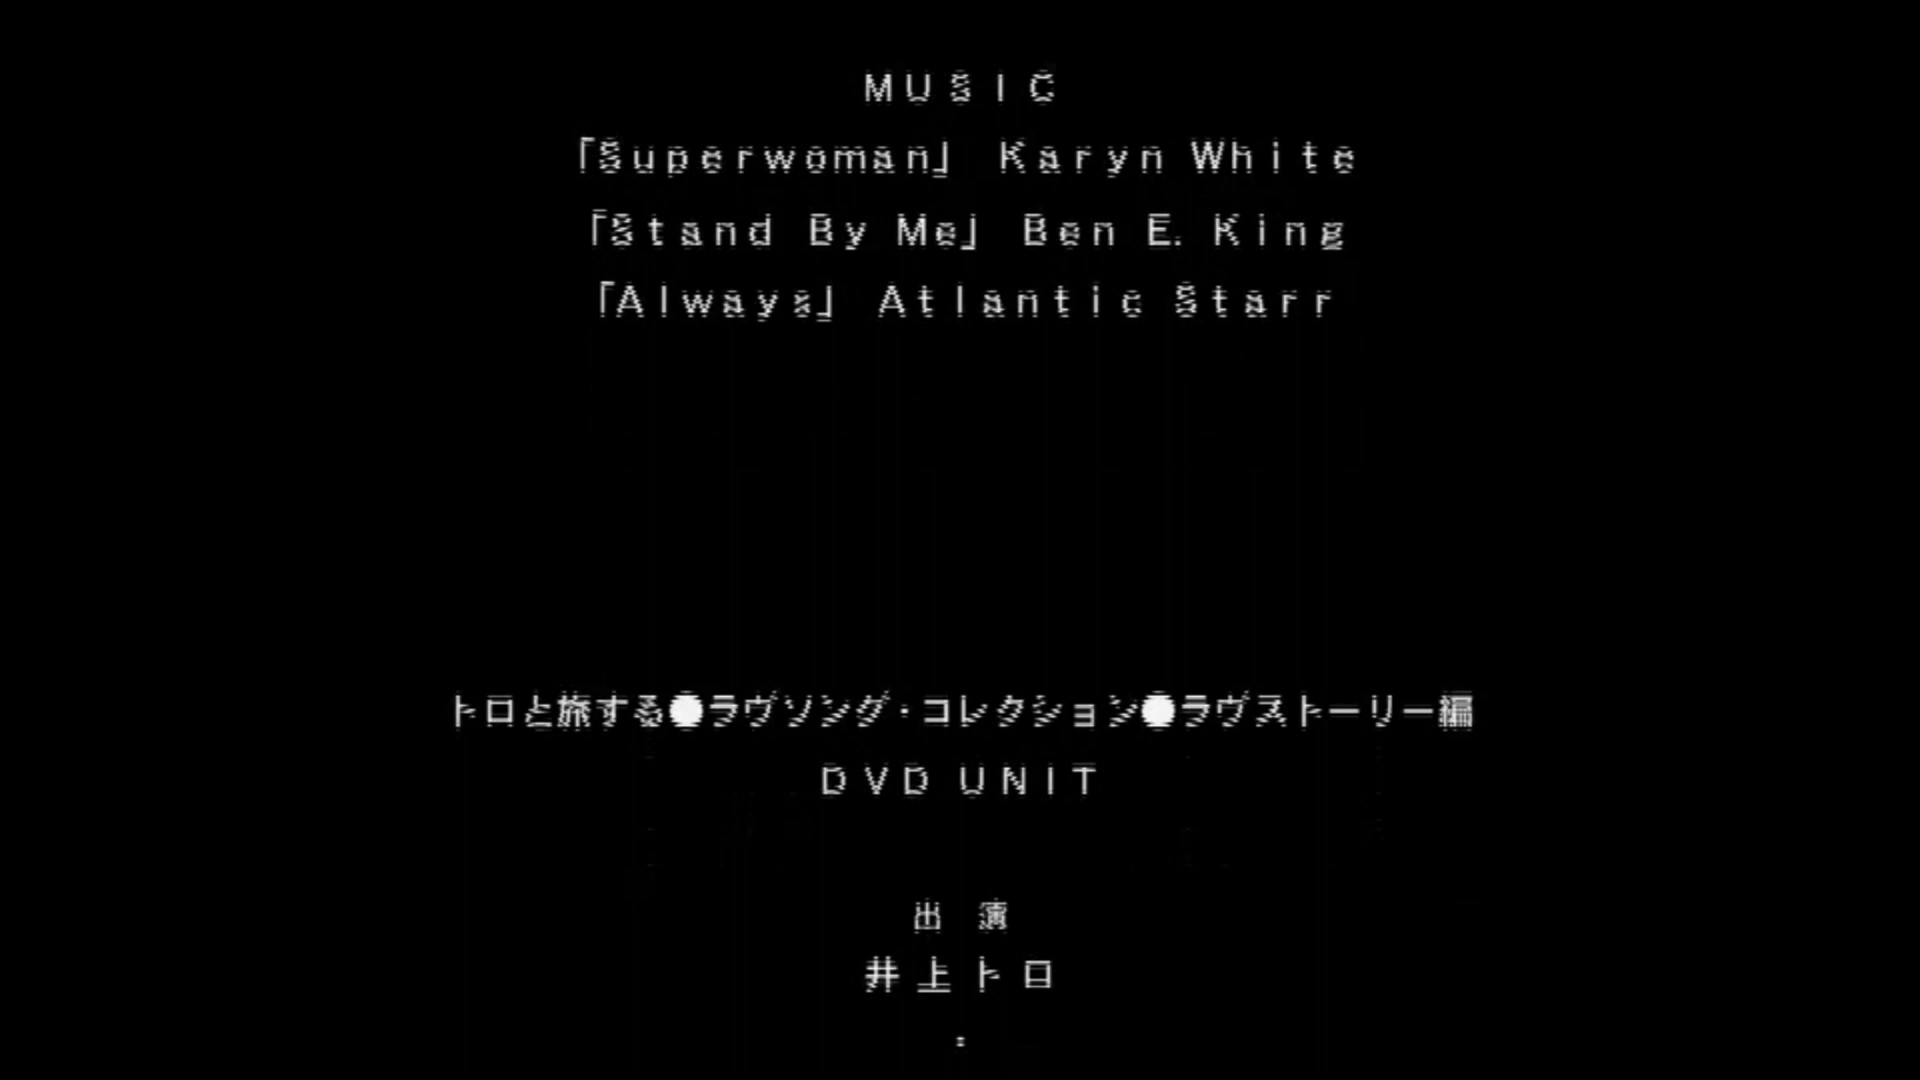 MUSIC
「Superwoman」 Karyn White
「Stand By Me」 Ben E. King
「Always」 Atlantic Starr
トロと旅する●ラヴソング・コレクション●ラヴストーリー編
DVD UNIT
出 演
井上トロ